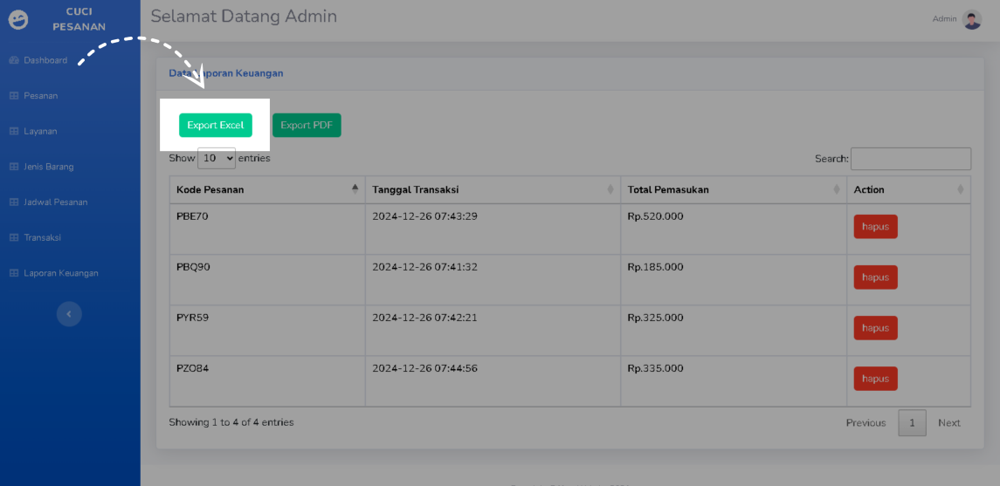 CUCI
PESANAN
Selamat Datang Admin
Admin
Dashboard
Pesanan
Layanan
Jenis Barang
Jadwal Pesanan
Transaksi
Laporan Keuangan
Data Laporan Keuangan
Export Excel Export PDF
Show 10 entries Search:
Kode Pesanan Tanggal Transaksi Total Pemasukan Action
PBE70 2024-12-26 07:43:29 Rp.520.000 hapus
PBQ90 2024-12-26 07:41:32 Rp.185.000 hapus
PYR59 2024-12-26 07:42:21 Rp.325.000 hapus
PZO84 2024-12-26 07:44:56 Rp.335.000 hapus
Showing 1 to 4 of 4 entries Previous 1 Next